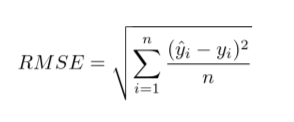 RMSE = \sqrt{\sum_{i=1}^{n} \frac{(\hat{y}_i - y_i)^2}{n}}